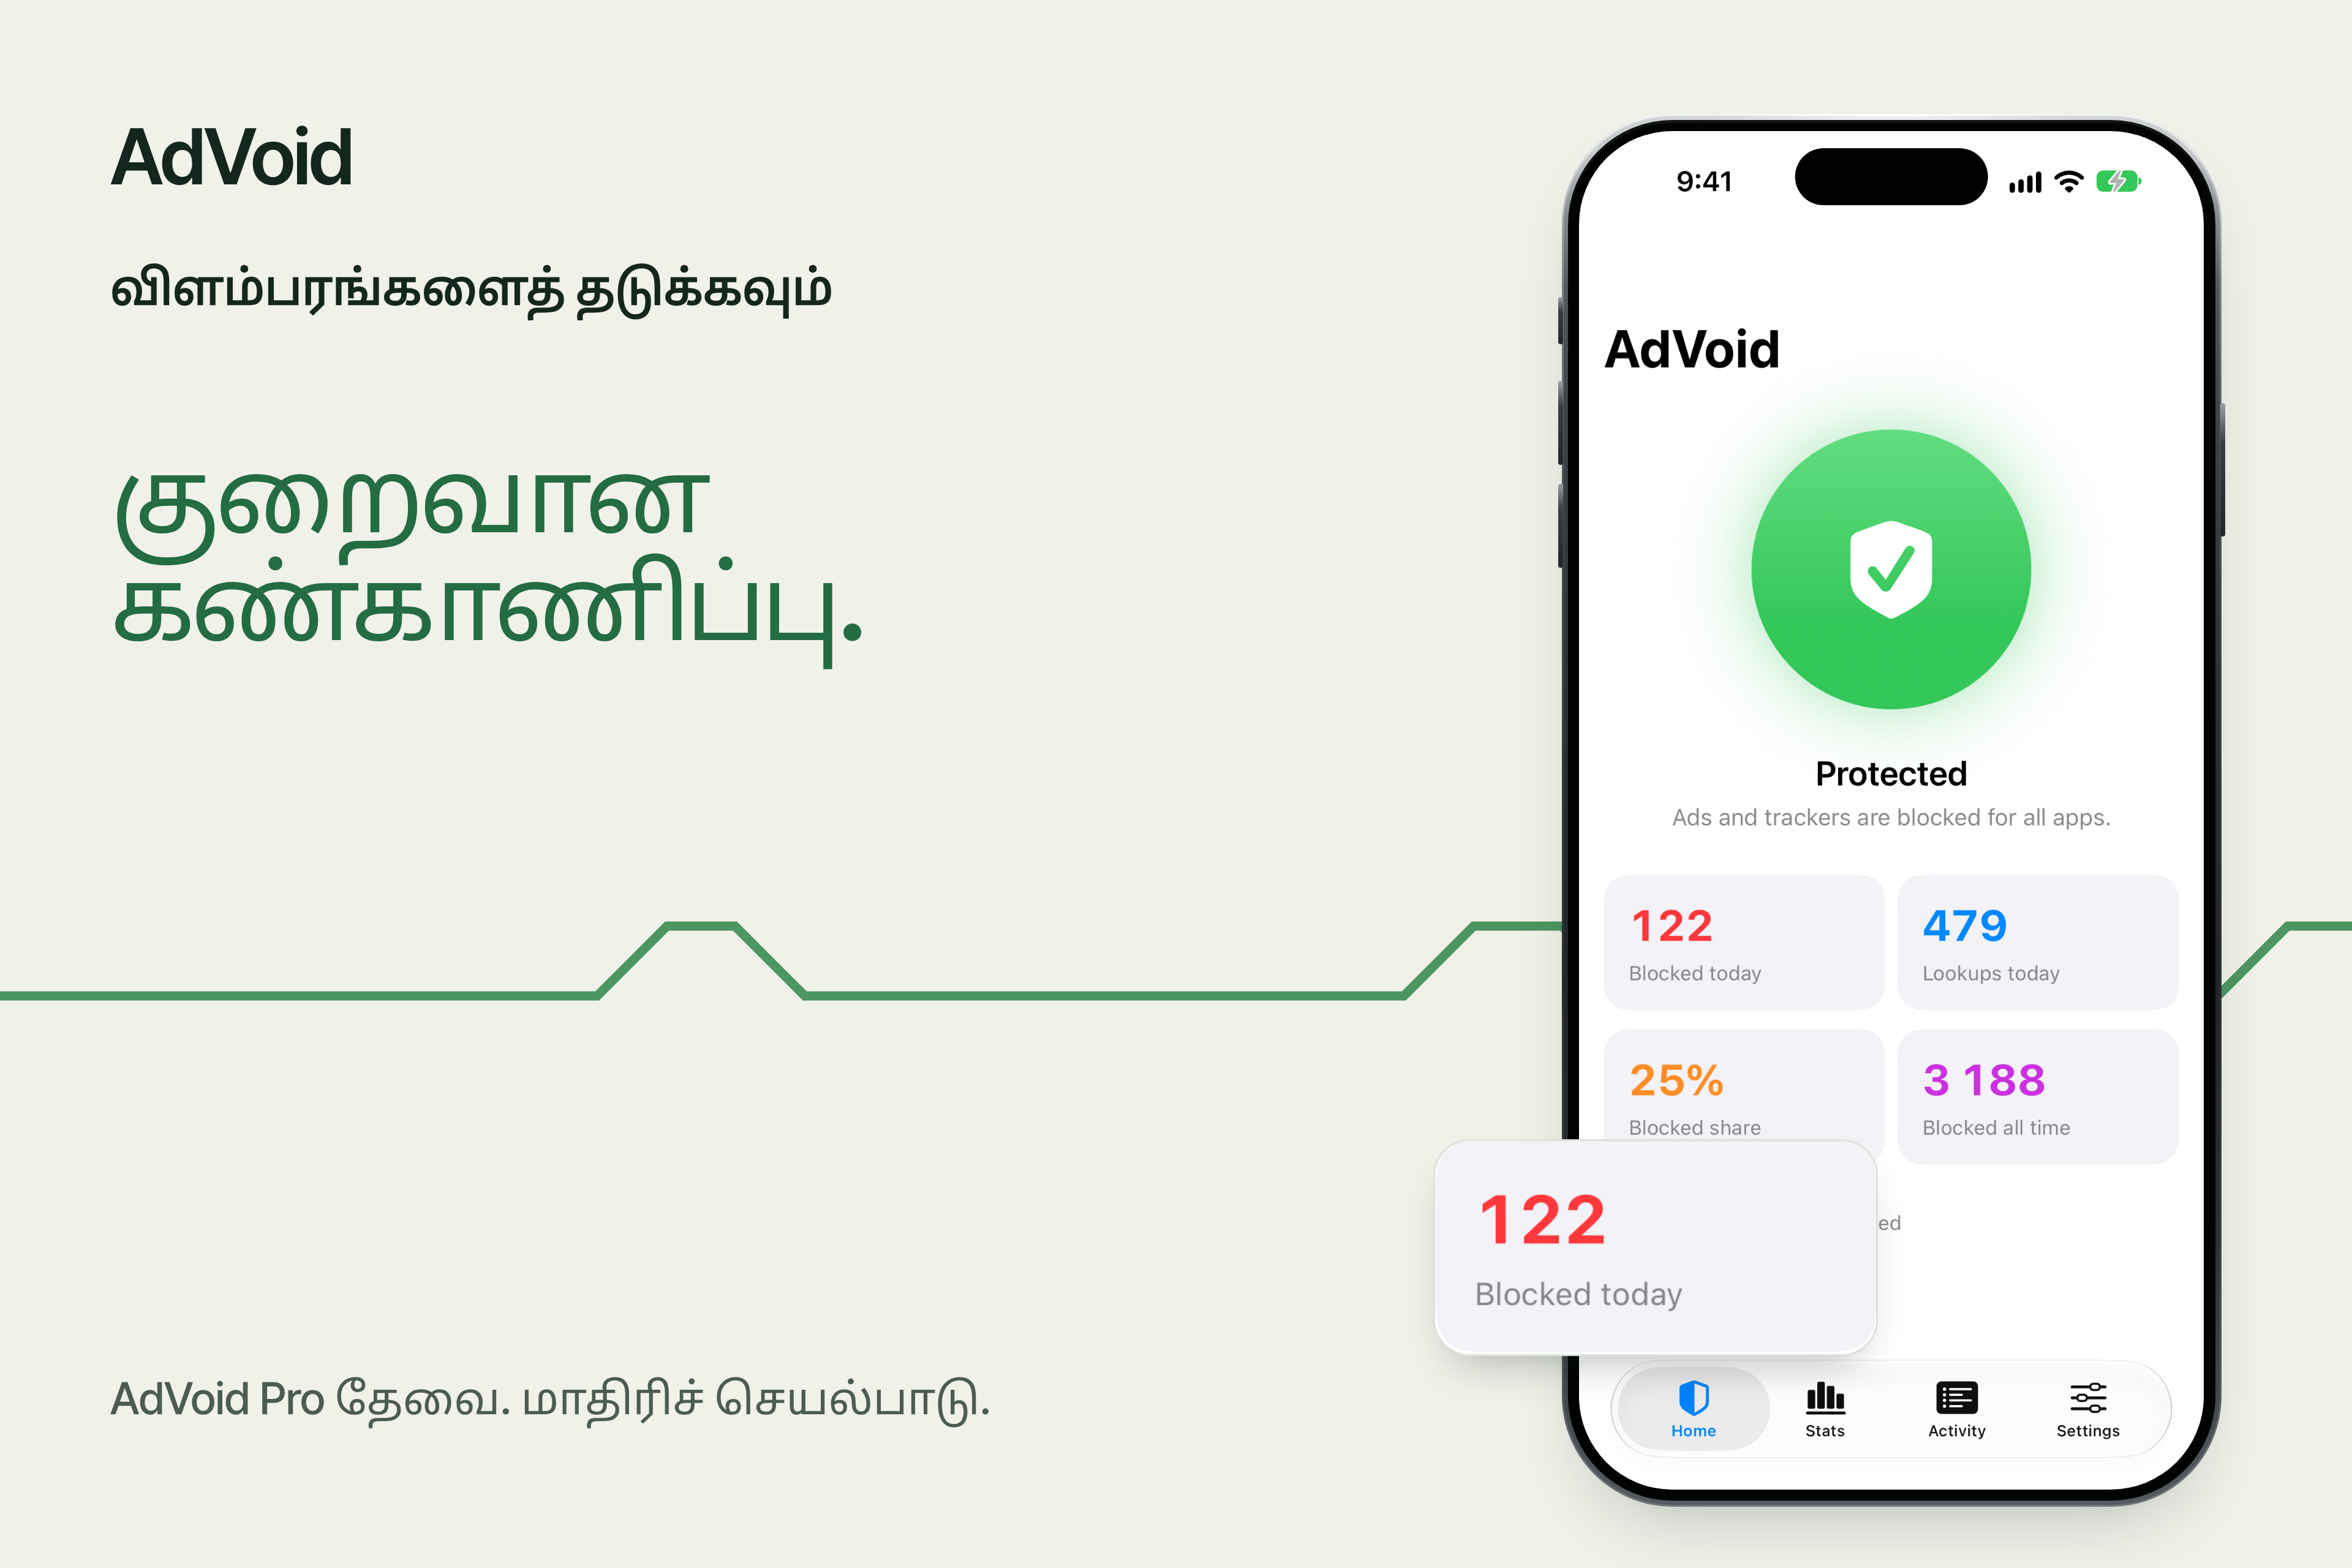 AdVoid
விளம்பரங்களைத் தடுக்கவும்
குறைவான
கண்காணிப்பு.
AdVoid Pro தேவை. மாதிரிச் செயல்பாடு.
9:41
AdVoid
Protected
Ads and trackers are blocked for all apps.
122
Blocked today
479
Lookups today
25%
Blocked share
3 188
Blocked all time
122
Blocked today
Home
Stats
Activity
Settings